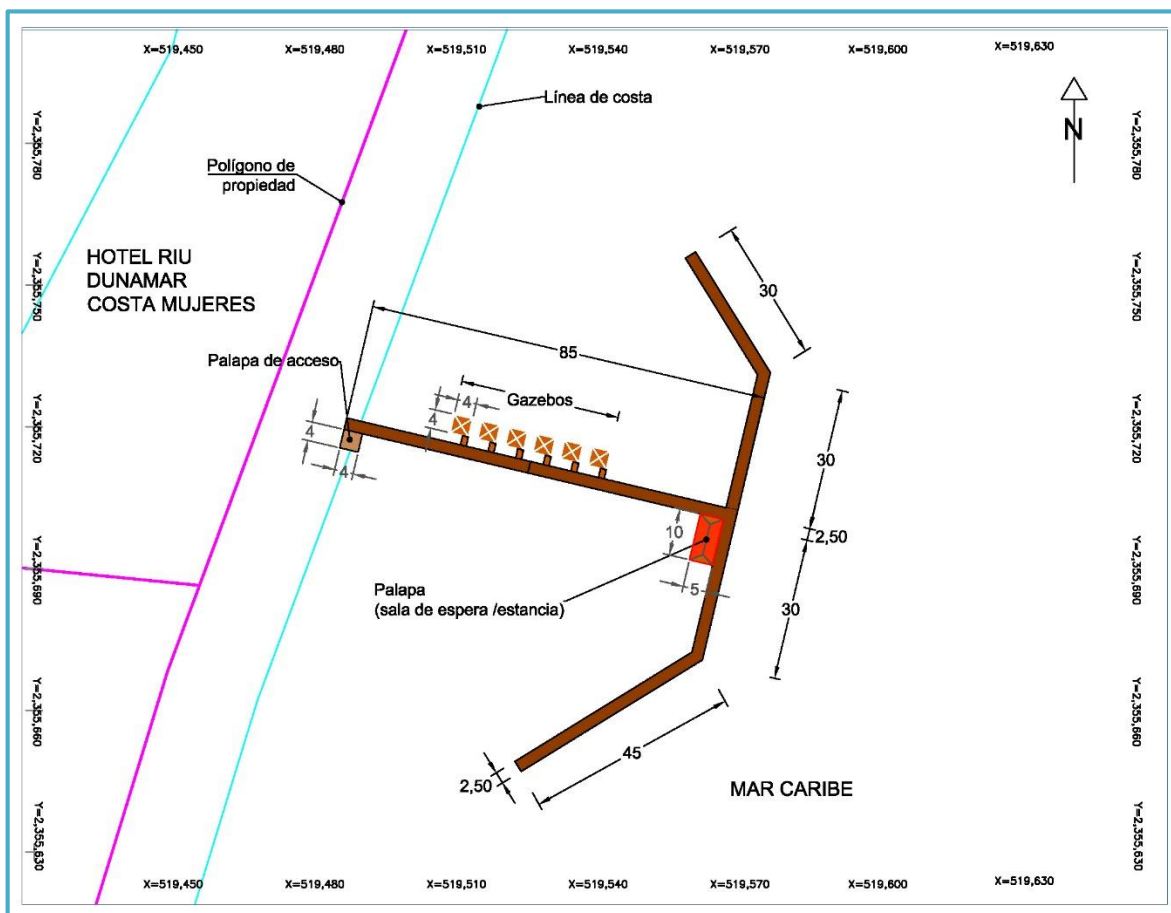 X=519,450
X=519,480
X=519,510
X=519,540
X=519,570
X=519,600
X=519,630
Línea de costa
N
Y=2,355,780
Y=2,355,780
Polígono de
propiedad
HOTEL RIU
DUNAMAR
COSTA MUJERES
30
Y=2,355,750
Y=2,355,750
85
Palapa de acceso
4
Gazebos
4
4
4
30
Y=2,355,720
Y=2,355,720
10
2,50
Palapa
(sala de espera /estancia)
5
30
Y=2,355,690
Y=2,355,690
45
2,50
MAR CARIBE
Y=2,355,660
Y=2,355,660
Y=2,355,630
Y=2,355,630
X=519,450
X=519,480
X=519,510
X=519,540
X=519,570
X=519,600
X=519,630